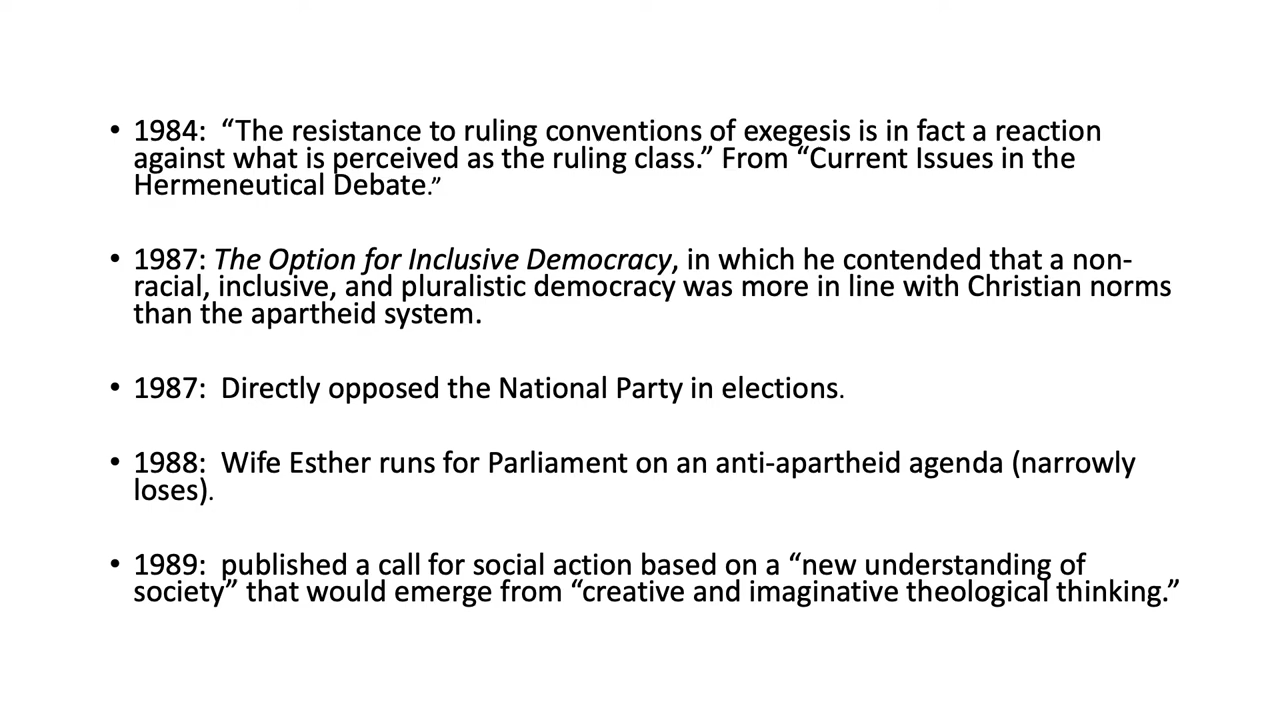 • 1984:  “The resistance to ruling conventions of exegesis is in fact a reaction
against what is perceived as the ruling class.” From “Current Issues in the
Hermeneutical Debate.”
• 1987: The Option for Inclusive Democracy, in which he contended that a non-
racial, inclusive, and pluralistic democracy was more in line with Christian norms
than the apartheid system.
• 1987:  Directly opposed the National Party in elections.
• 1988:  Wife Esther runs for Parliament on an anti-apartheid agenda (narrowly
loses).
• 1989:  published a call for social action based on a “new understanding of
society” that would emerge from “creative and imaginative theological thinking.”